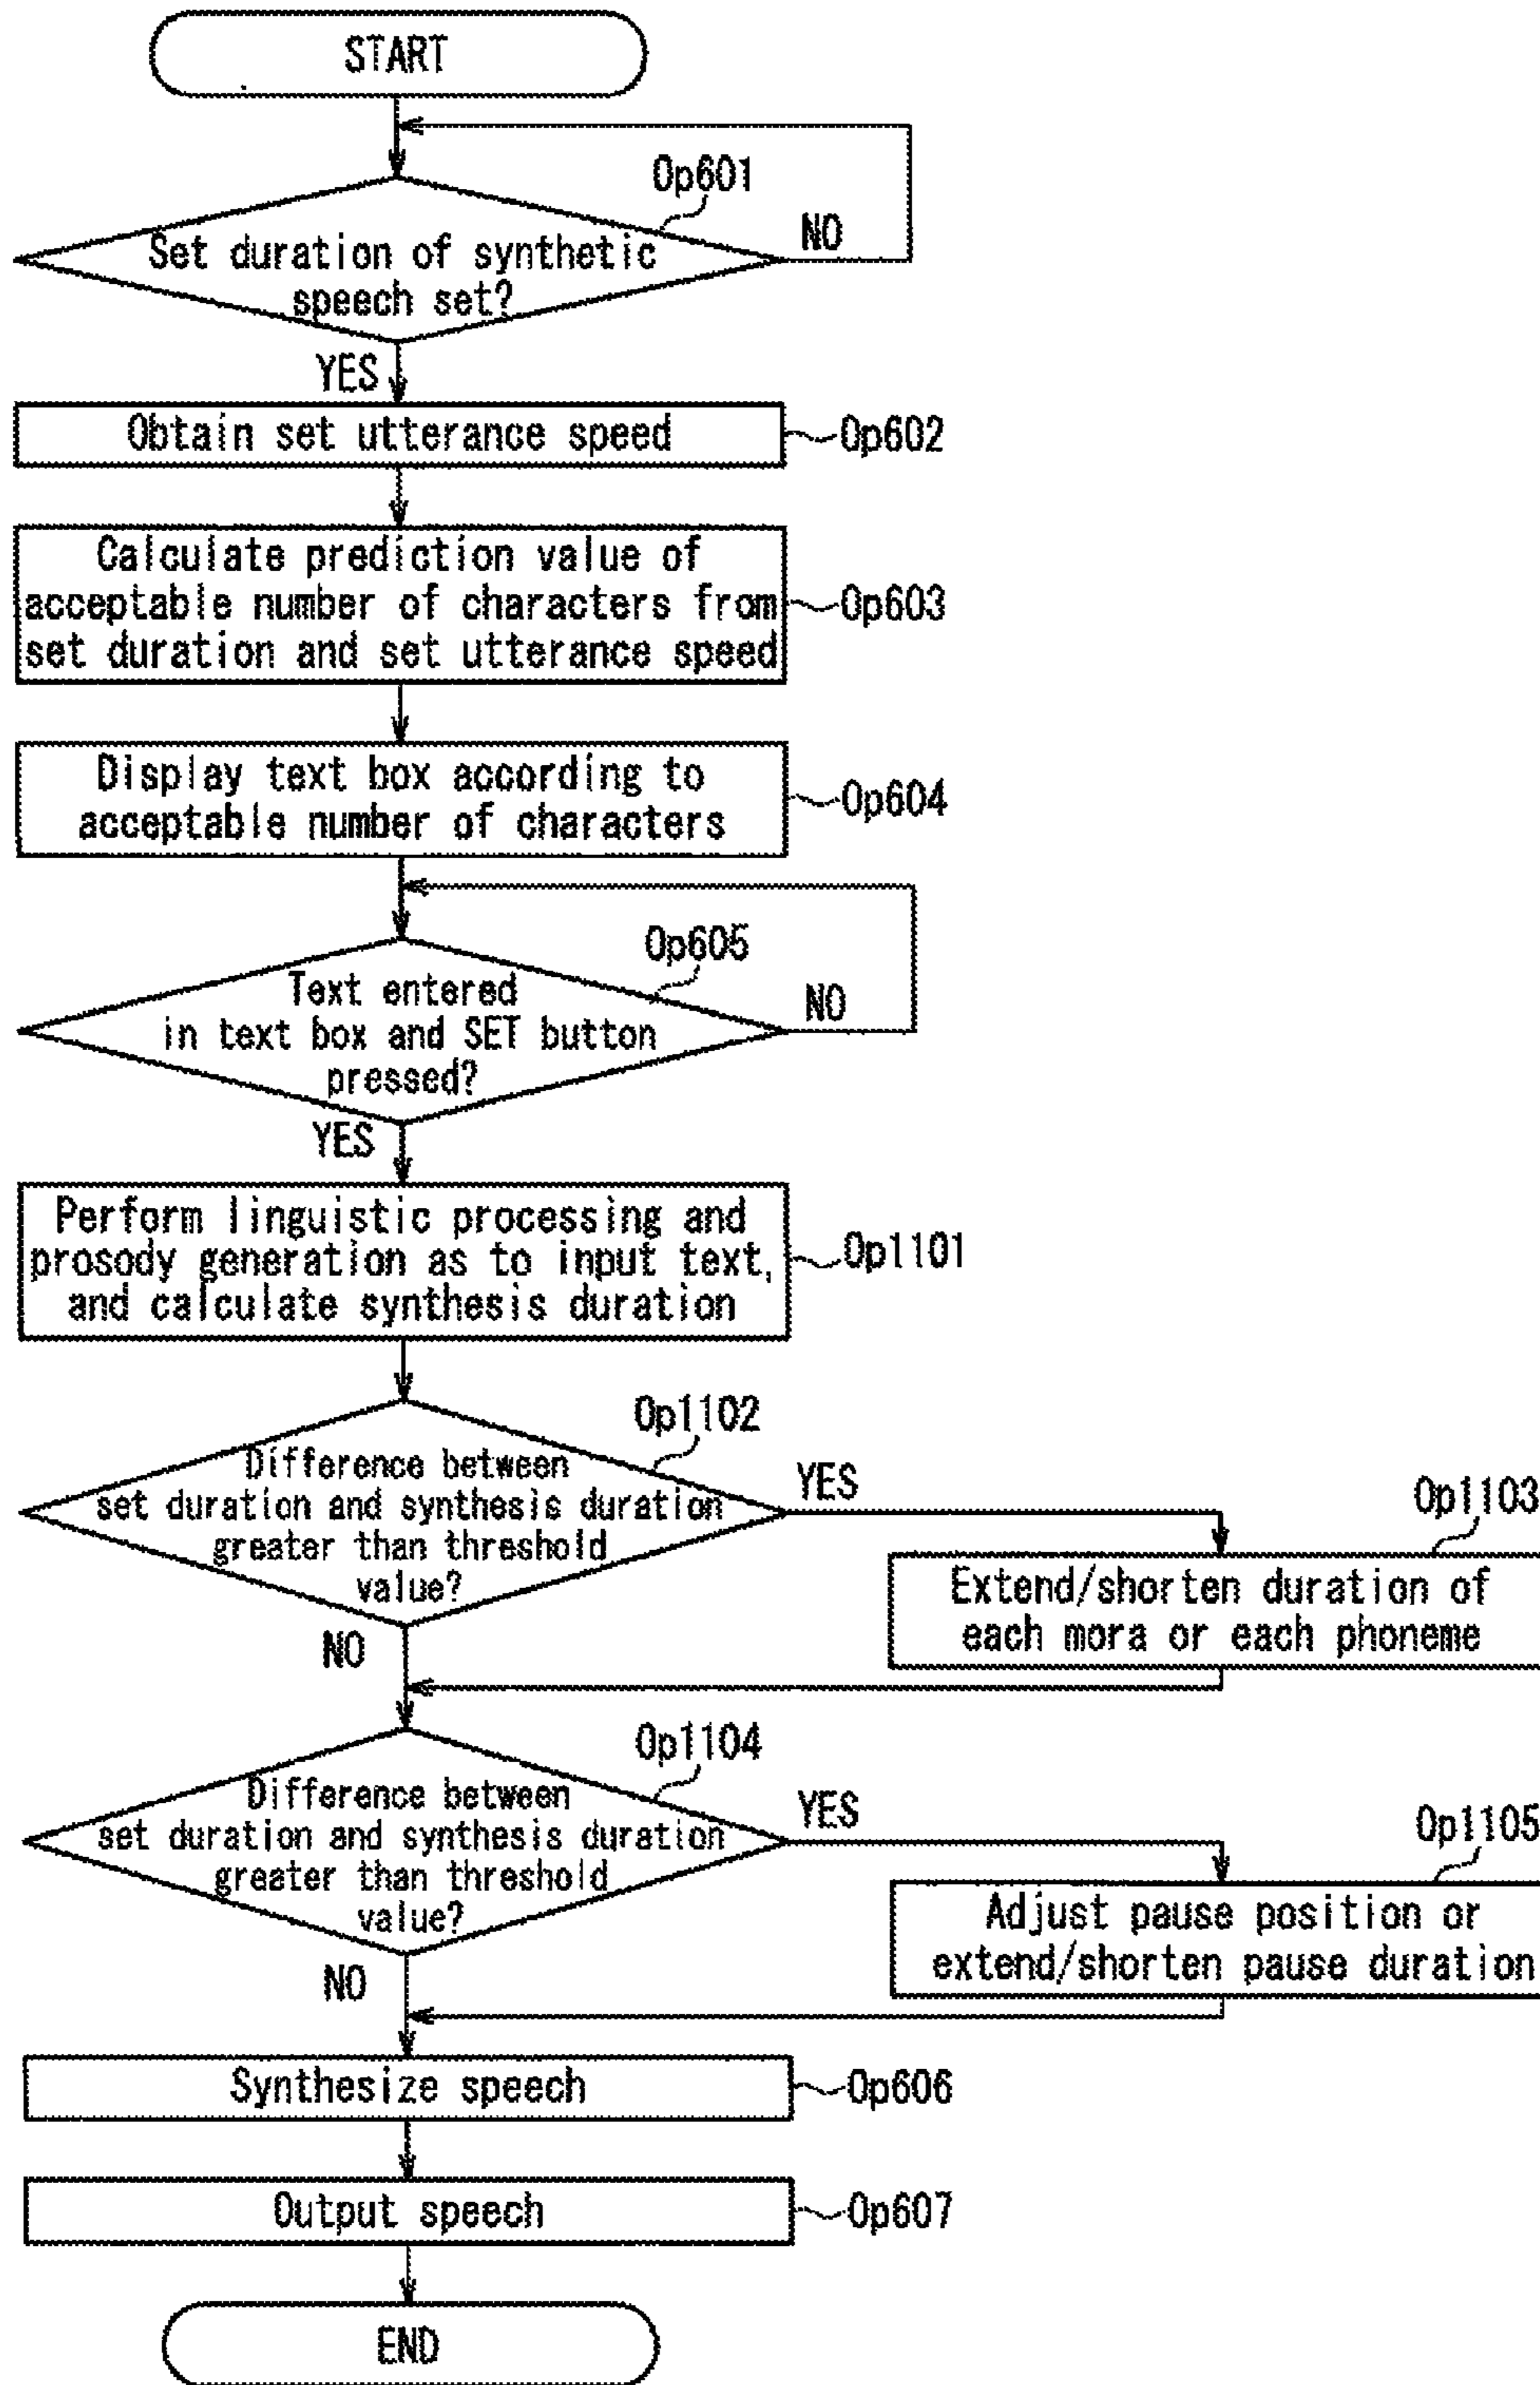 START
Op601
Set duration of synthetic
speech set?
NO
YES
Obtain set utterance speed
Op602
Calculate prediction value of
acceptable number of characters from
set duration and set utterance speed
Op603
Display text box according to
acceptable number of characters
Op604
Op605
Text entered
in text box and SET button
pressed?
NO
YES
Perform linguistic processing and
prosody generation as to input text,
and calculate synthesis duration
Op1101
Op1102
Difference between
set duration and synthesis duration
greater than threshold
value?
YES
Op1103
Extend/shorten duration of
each mora or each phoneme
NO
Op1104
Difference between
set duration and synthesis duration
greater than threshold
value?
YES
Op1105
Adjust pause position or
extend/shorten pause duration
NO
Synthesize speech
Op606
Output speech
Op607
END